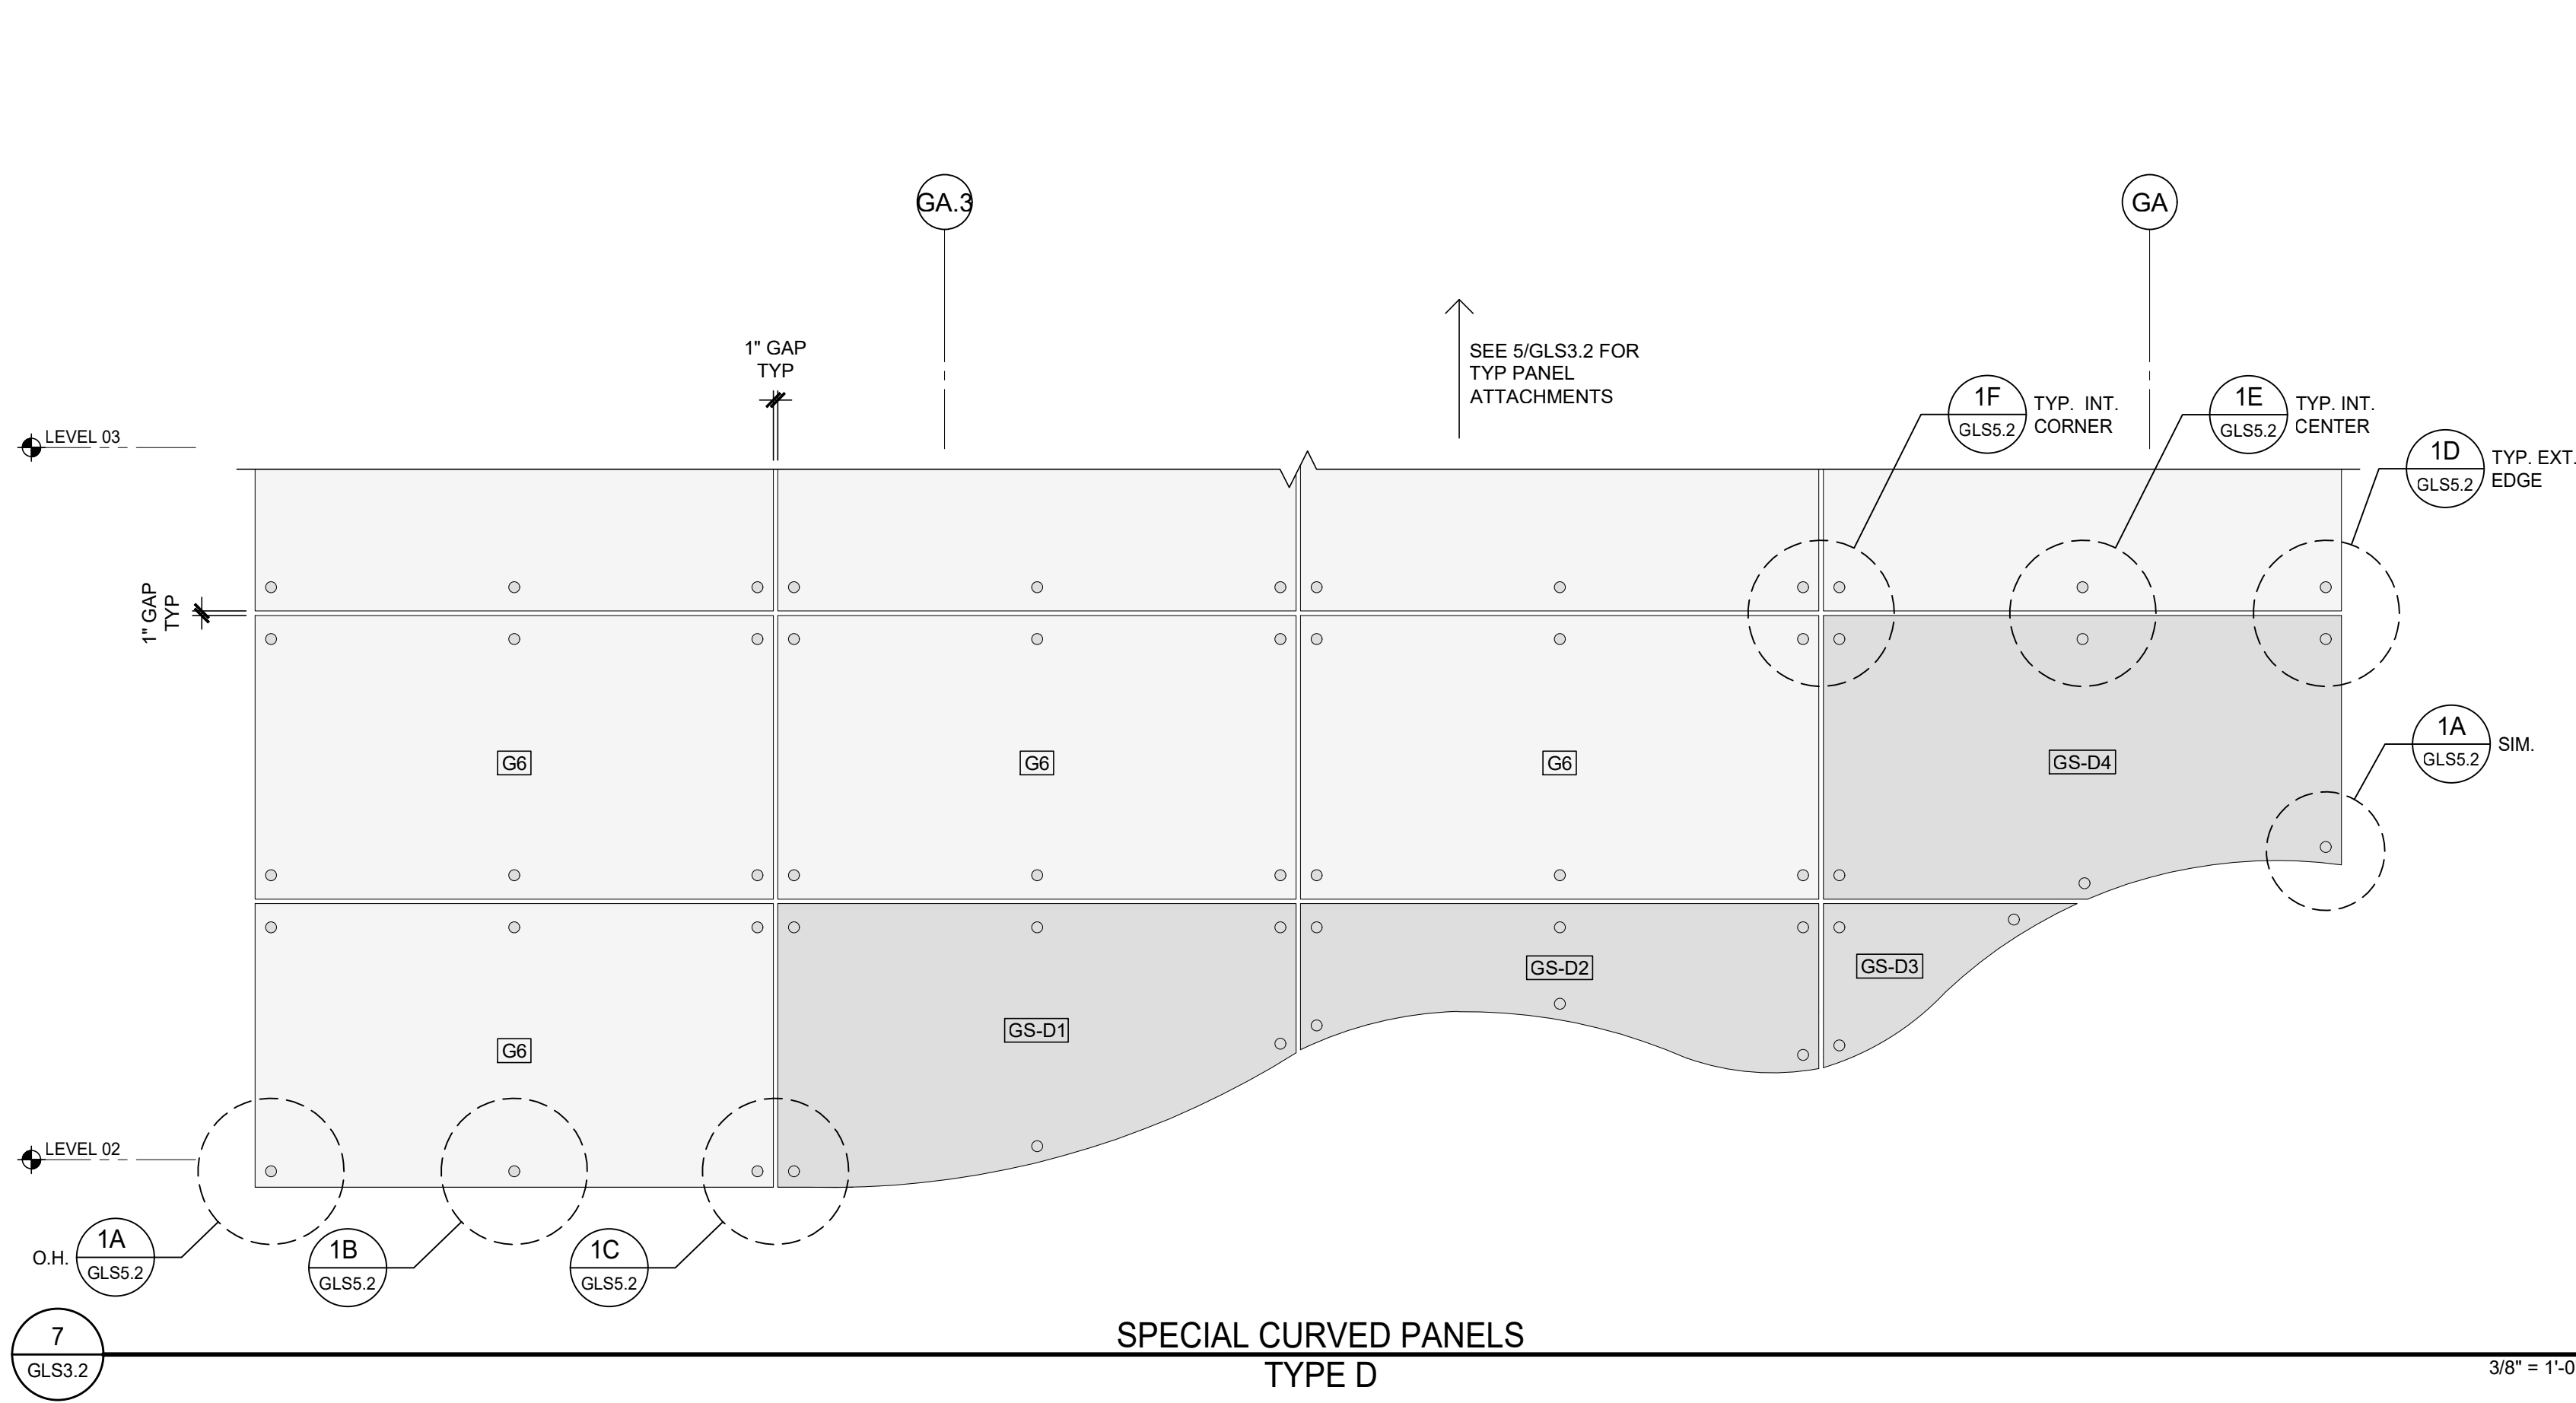 GA.3
GA
1" GAP
TYP
SEE 5/GLS3.2 FOR
TYP PANEL
ATTACHMENTS
1F
GLS5.2
TYP. INT.
CORNER
1E
GLS5.2
TYP. INT.
CENTER
1D
GLS5.2
TYP. EXT.
EDGE
LEVEL 03
1" GAP
TYP
G6
G6
G6
GS-D4
1A
GLS5.2
SIM.
G6
GS-D1
GS-D2
GS-D3
LEVEL 02
O.H.
1A
GLS5.2
1B
GLS5.2
1C
GLS5.2
7
GLS3.2
SPECIAL CURVED PANELS
TYPE D
3/8" = 1'-0